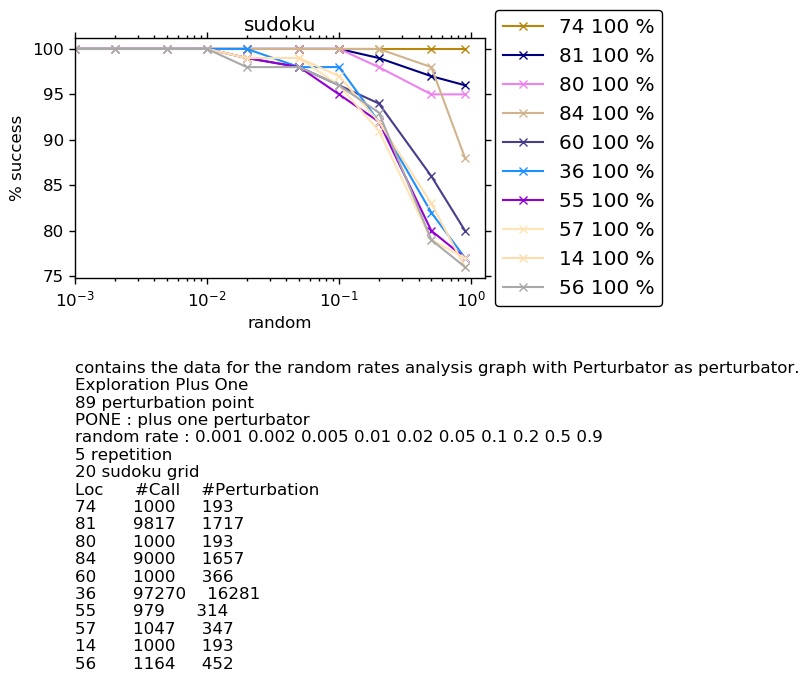 sudoku
100
95
90
85
80
75
% success
10⁻³
10⁻²
10⁻¹
10⁰
random
74 100 %
81 100 %
80 100 %
84 100 %
60 100 %
36 100 %
55 100 %
57 100 %
14 100 %
56 100 %
contains the data for the random rates analysis graph with Perturbator as perturbator.
Exploration Plus One
89 perturbation point
PONE : plus one perturbator
random rate : 0.001 0.002 0.005 0.01 0.02 0.05 0.1 0.2 0.5 0.9
5 repetition
20 sudoku grid
Loc #Call #Perturbation
74 1000 193
81 9817 1717
80 1000 193
84 9000 1657
60 1000 366
36 97270 16281
55 979 314
57 1047 347
14 1000 193
56 1164 452